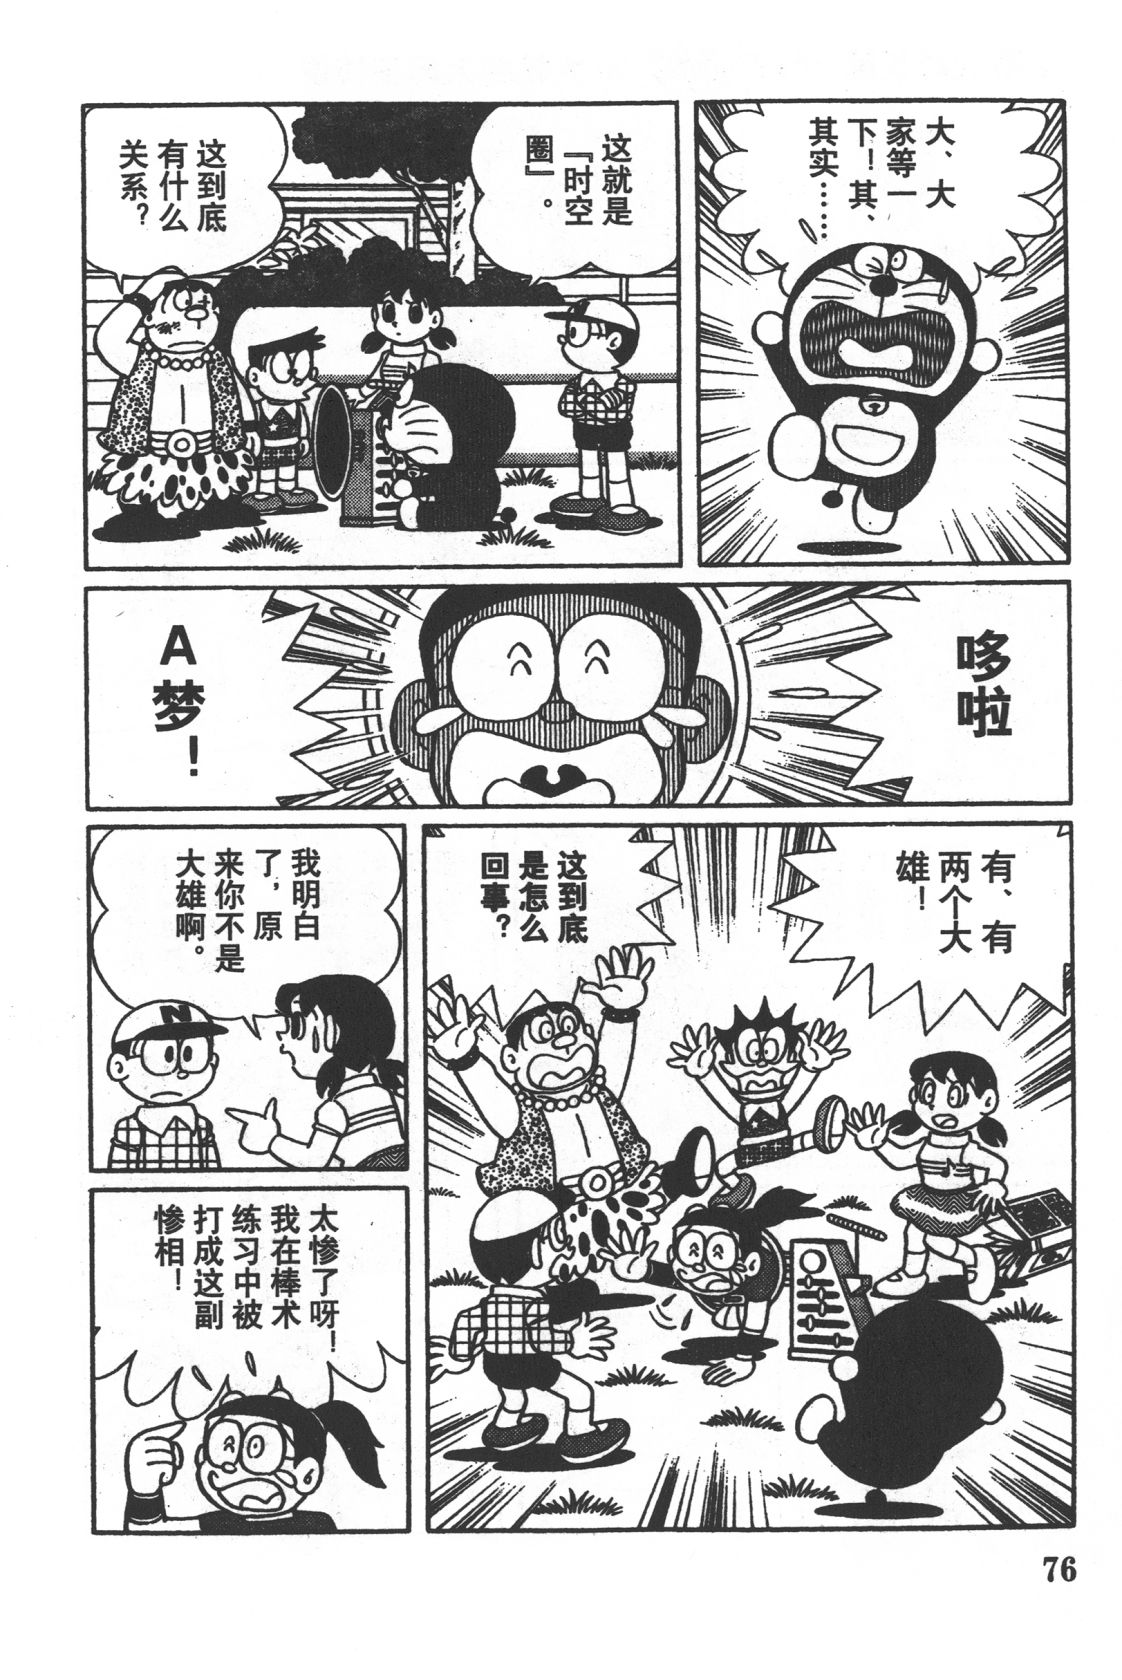 大、大
家等一
下！其、
其实……
这就是
『时空
圈』。
这到底
有什么
关系？
哆啦
A梦！
有、有
两个大
雄！
这到底
是怎么
回事？
我明白
了，原
来你不是
大雄啊。
N
太惨了呀！
我在棒术
练习中被
打成这副
惨相！
76